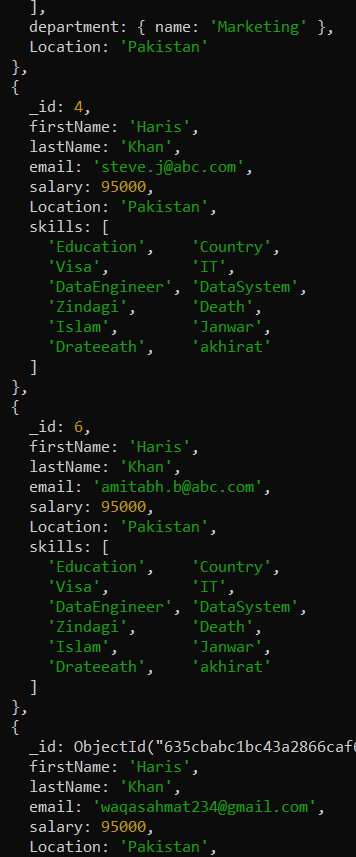 ],
department: { name: 'Marketing' },
Location: 'Pakistan'
},
{
_id: 4,
firstName: 'Haris',
lastName: 'Khan',
email: 'steve.j@abc.com',
salary: 95000,
Location: 'Pakistan',
skills: [
'Education', 'Country',
'Visa', 'IT',
'DataEngineer', 'DataSystem',
'Zindagi', 'Death',
'Islam', 'Janwar',
'Drateeath', 'akhirat'
]
},
{
_id: 6,
firstName: 'Haris',
lastName: 'Khan',
email: 'amitabh.b@abc.com',
salary: 95000,
Location: 'Pakistan',
skills: [
'Education', 'Country',
'Visa', 'IT',
'DataEngineer', 'DataSystem',
'Zindagi', 'Death',
'Islam', 'Janwar',
'Drateeath', 'akhirat'
]
},
{
_id: ObjectId("635cbabc1bc43a2866caf
firstName: 'Haris',
lastName: 'Khan',
email: 'waqasahmat234@gmail.com',
salary: 95000,
Location: 'Pakistan',